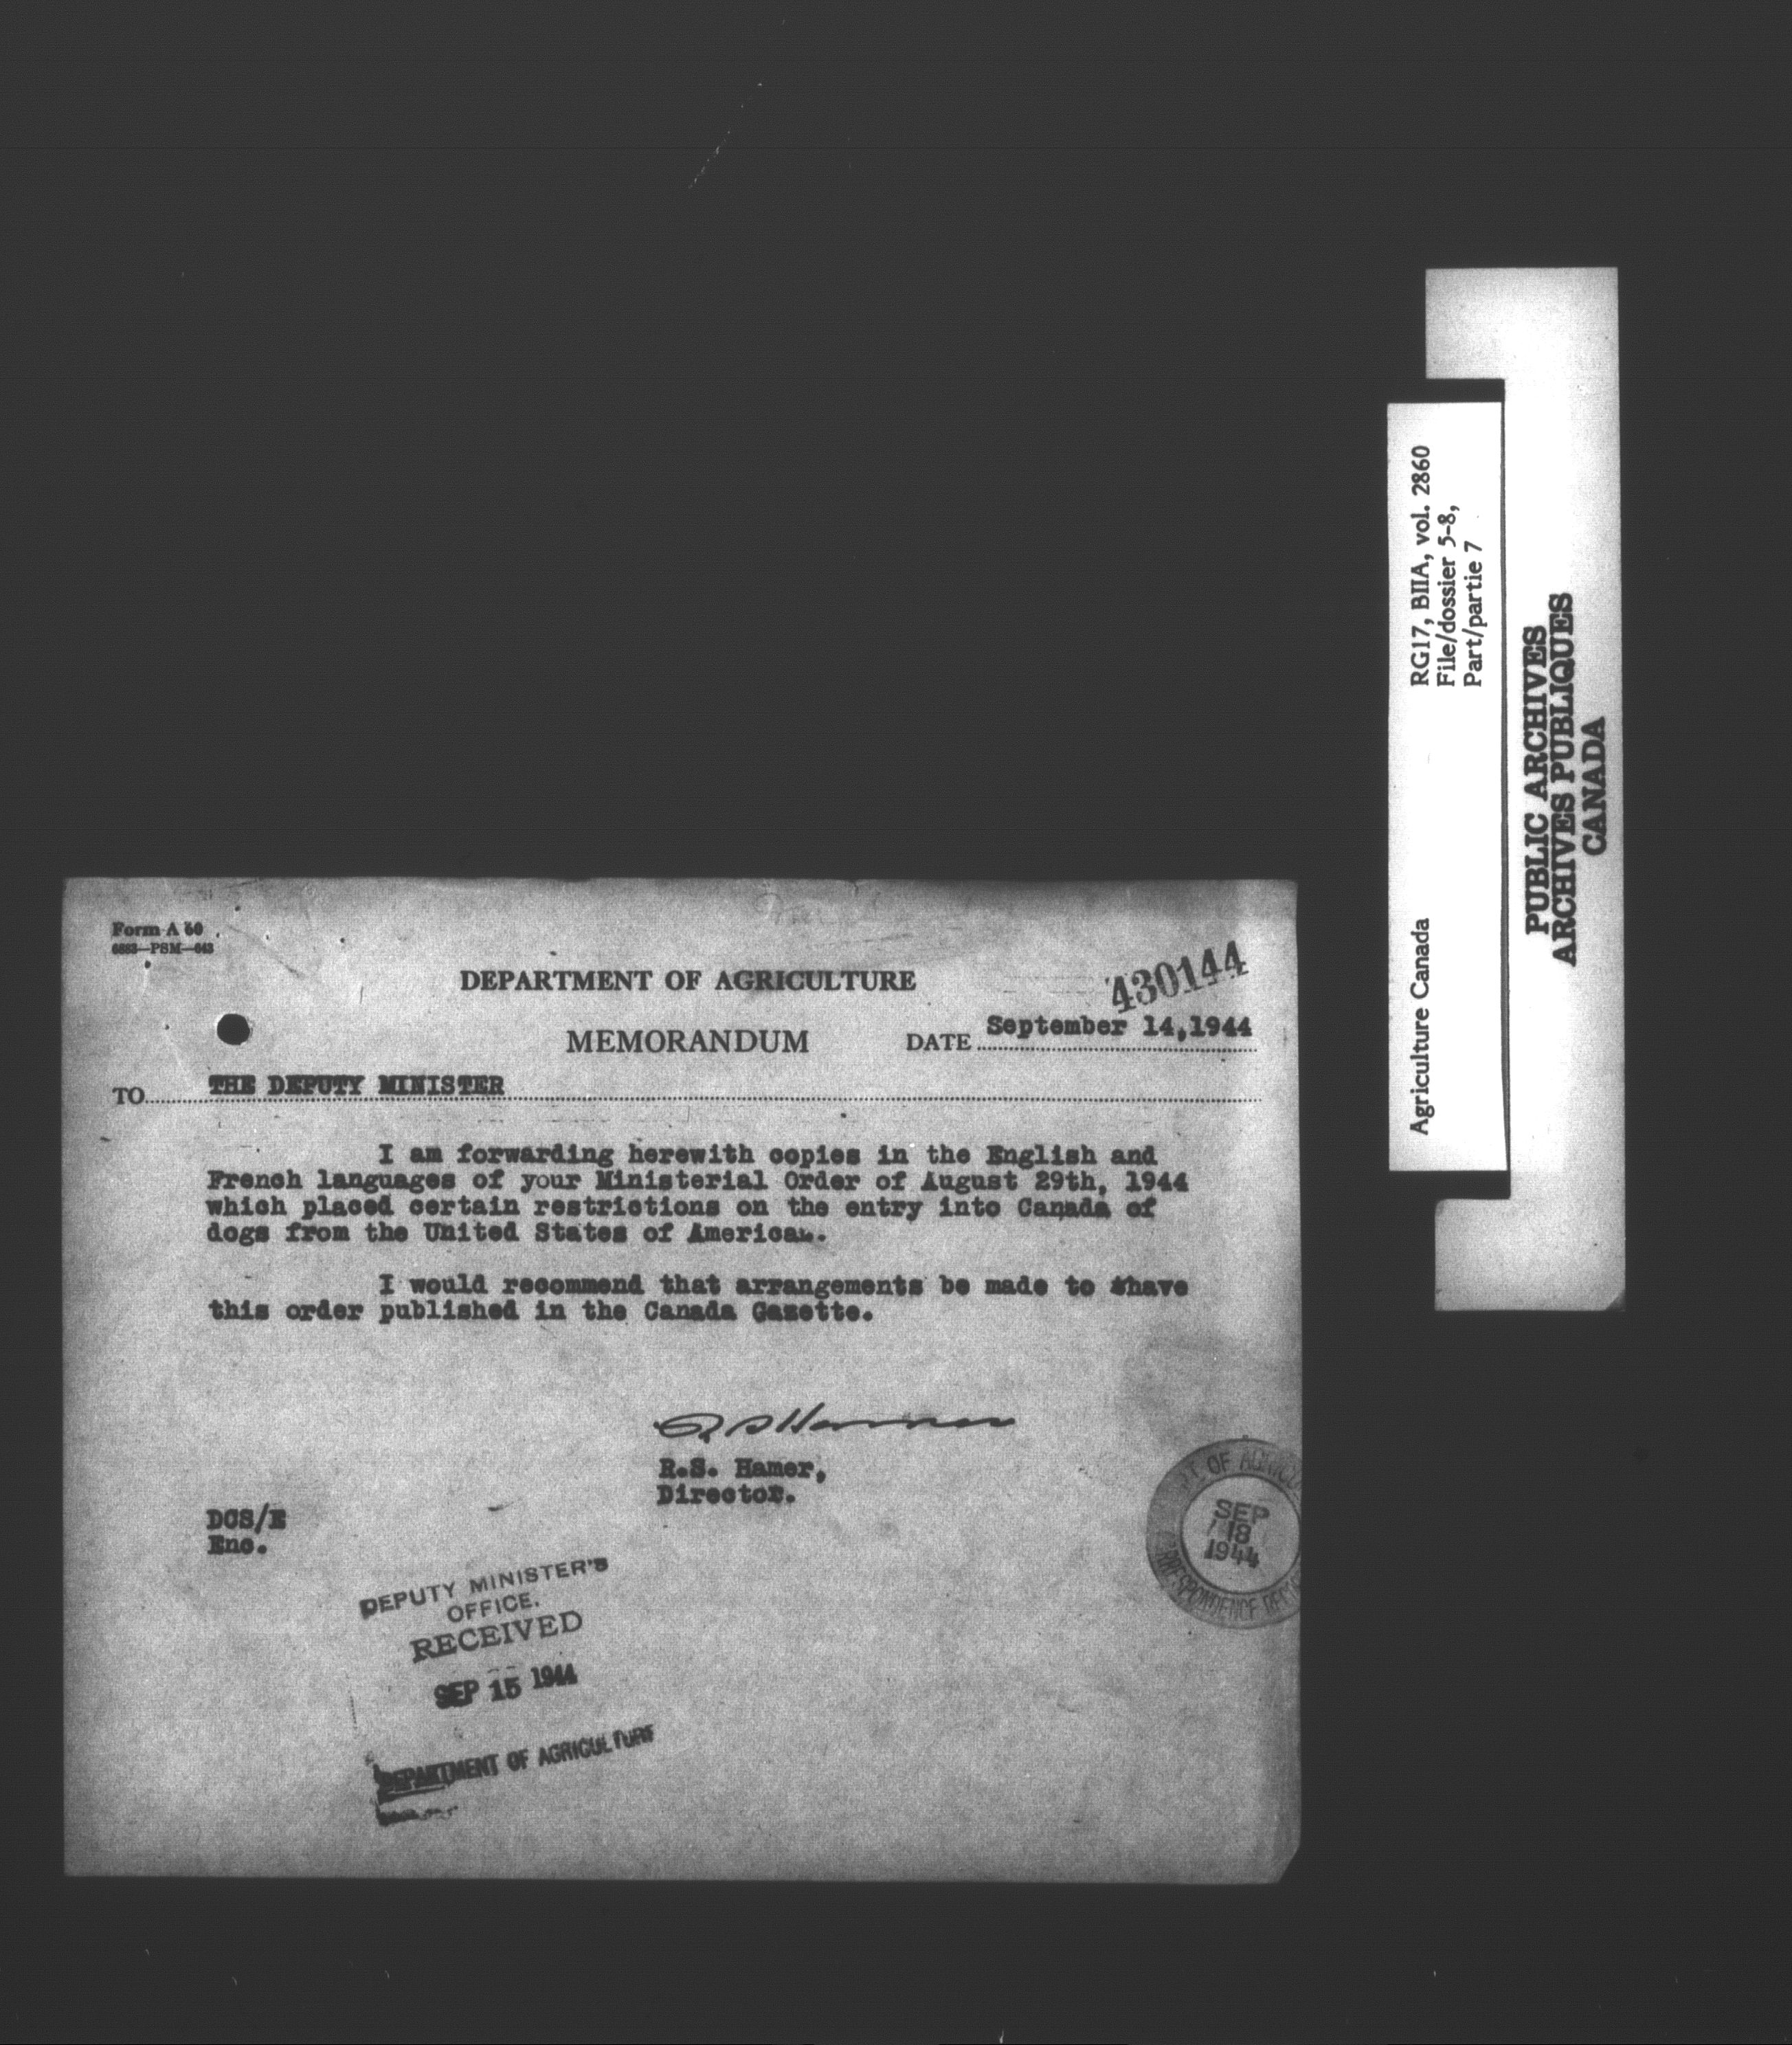 Form A 60
DEPARTMENT OF AGRICULTURE
430144
MEMORANDUM
DATE September 14,1944
TO THE DEPUTY MINISTER
I am forwarding herewith copies in the English and
French languages of your Ministerial Order of August 29th, 1944
which placed certain restrictions on the entry into Canada of
dogs from the United States of America.
I would recommend that arrangements be made to have
this order published in the Canada Gazette.
R S Hamer
R.S. Hamer,
Director.
DCS/E
Enc.
DEPUTY MINISTER'S
OFFICE.
RECEIVED
SEP 15 1944
DEPARTMENT OF AGRICULTURE
OF
SEP
18
1944
CORRESPONDENCE
Agriculture Canada
RG17, BIIA, vol. 2860
File/dossier 5-8,
Part/partie 7
PUBLIC ARCHIVES
ARCHIVES PUBLIQUES
CANADA